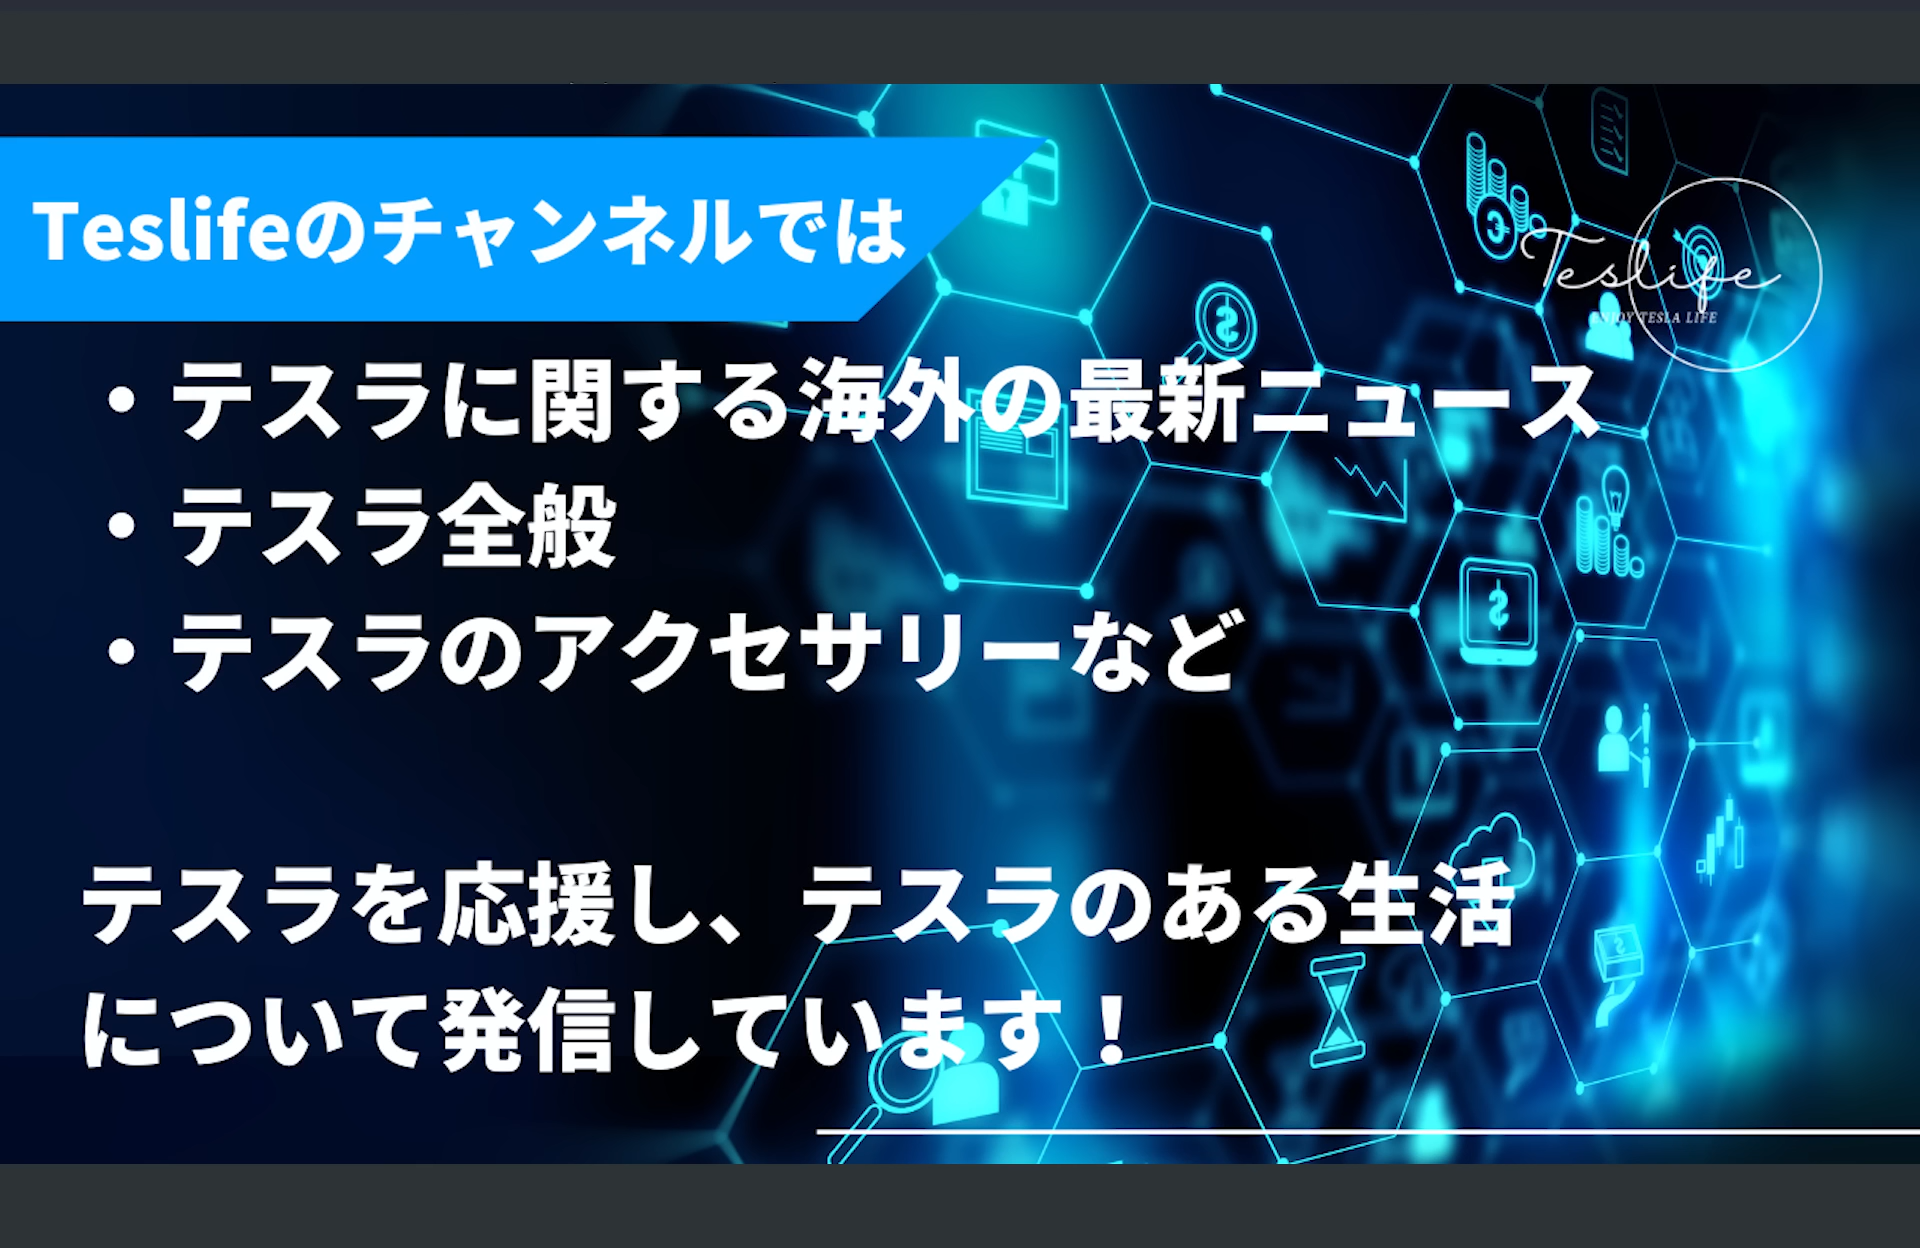 Teslifeのチャンネルでは
Teslife
ENJOY TESLA LIFE
・テスラに関する海外の最新ニュース
・テスラ全般
・テスラのアクセサリーなど
テスラを応援し、テスラのある生活
について発信しています！